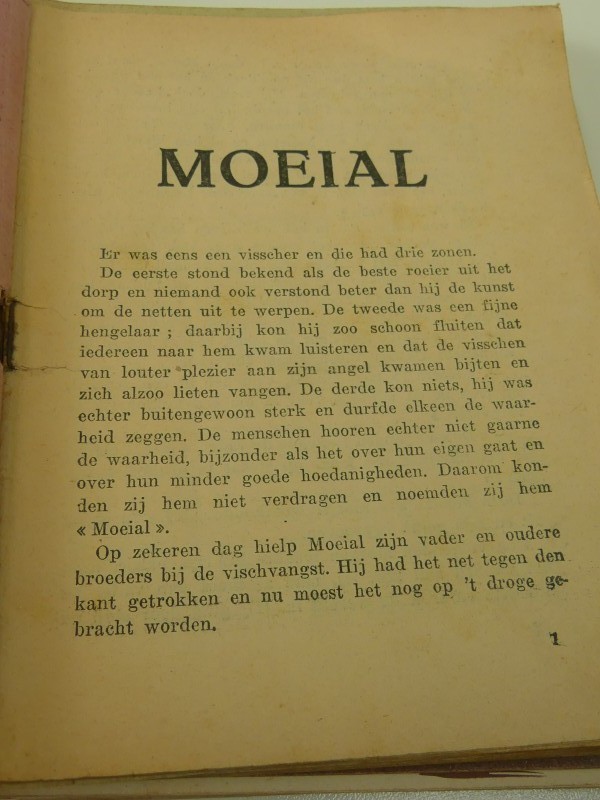 MOEIAL
Er was eens een visscher en die had drie zonen.
De eerste stond bekend als de beste roeier uit het
dorp en niemand ook verstond beter dan hij de kunst
om de netten uit te werpen. De tweede was een fijne
hengelaar ; daarbij kon hij zoo schoon fluiten dat
iedereen naar hem kwam luisteren en dat de visschen
van louter plezier aan zijn angel kwamen bijten en
zich alzoo lieten vangen. De derde kon niets, hij was
echter buitengewoon sterk en durfde elkeen de waar-
heid zeggen. De menschen hooren echter niet gaarne
de waarheid, bijzonder als het over hun eigen gaat en
over hun minder goede hoedanigheden. Daarom kon-
den zij hem niet verdragen en noemden zij hem
« Moeial ».
Op zekeren dag hielp Moeial zijn vader en oudere
broeders bij de vischvangst. Hij had het net tegen den
kant getrokken en nu moest het nog op 't droge ge-
bracht worden.
1